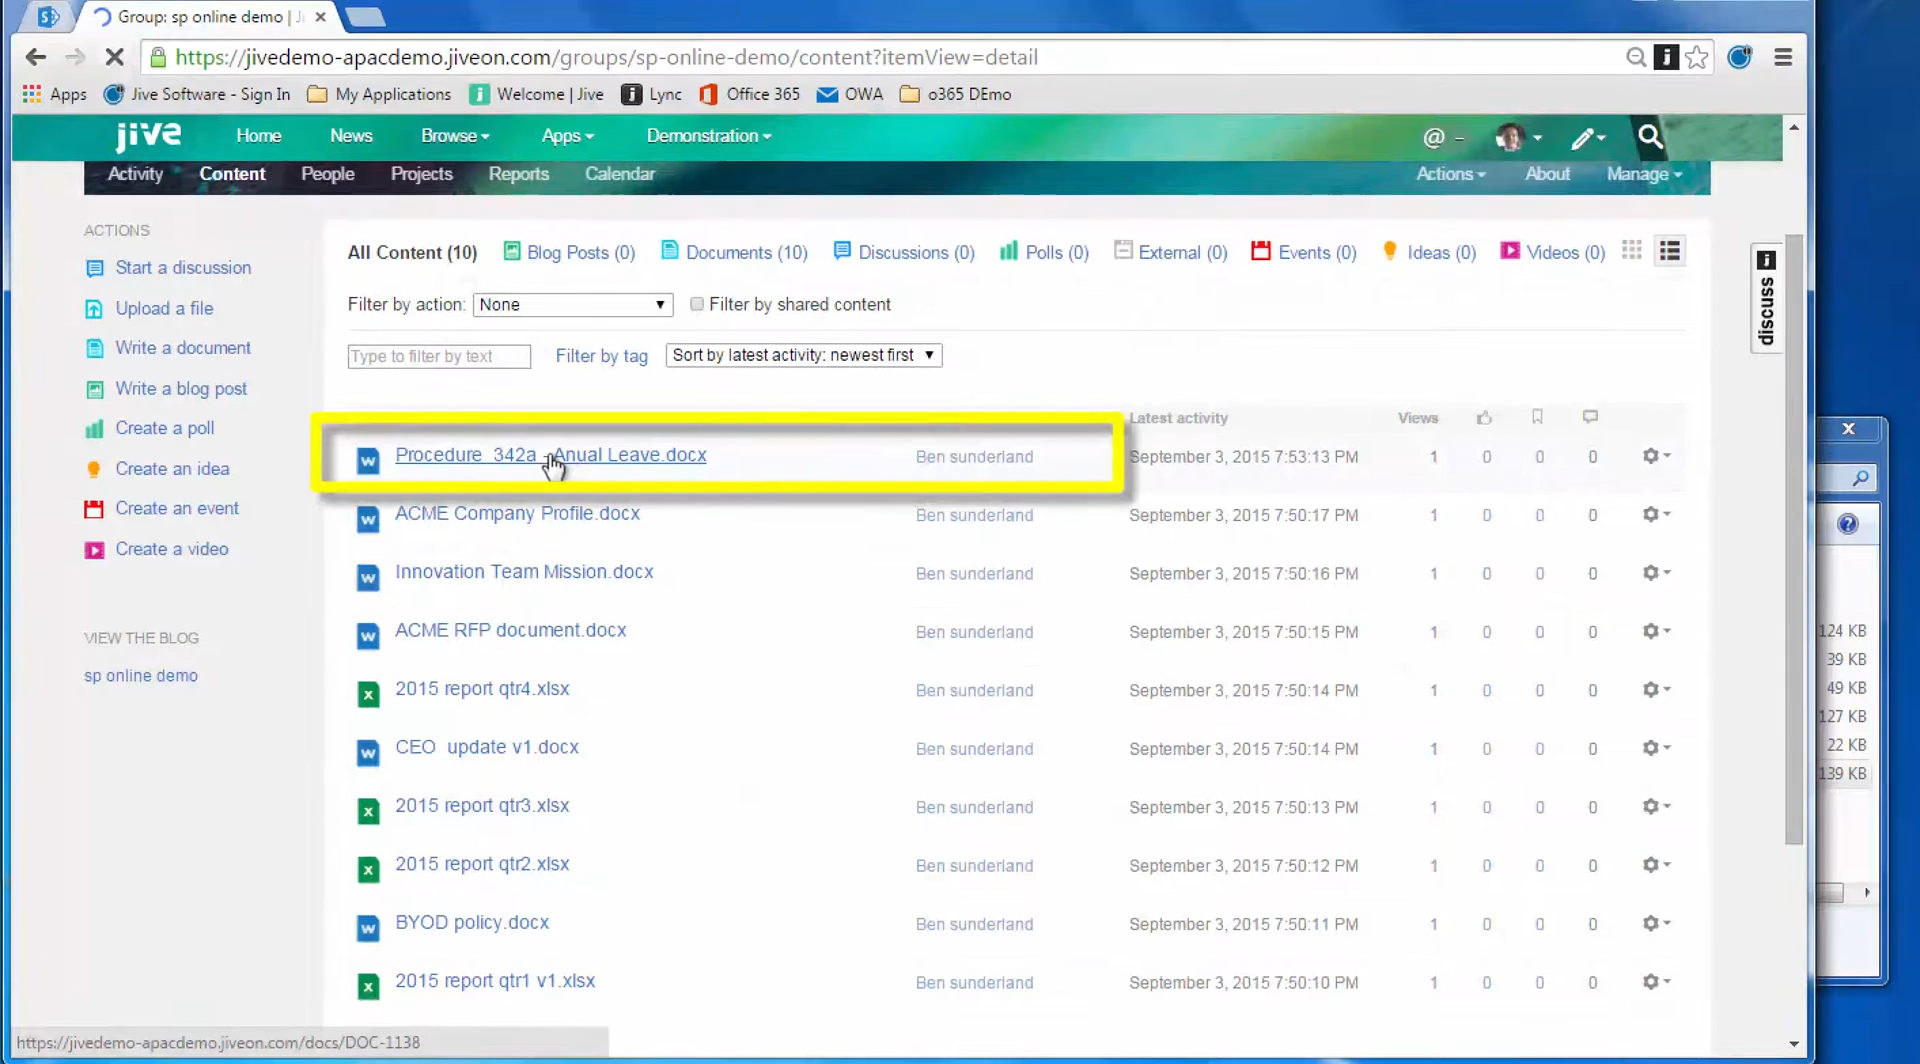 Group: sp online demo | Ji
https://jivedemo-apacdemo.jiveon.com/groups/sp-online-demo/content?itemView=detail
Apps Jive Software - Sign In My Applications Welcome | Jive Lync Office 365 OWA o365 DEmo
jive Home News Browse Apps Demonstration @
Activity Content People Projects Reports Calendar Actions About Manage
ACTIONS
Start a discussion
Upload a file
Write a document
Write a blog post
Create a poll
Create an idea
Create an event
Create a video
VIEW THE BLOG
sp online demo
All Content (10) Blog Posts (0) Documents (10) Discussions (0) Polls (0) External (0) Events (0) Ideas (0) Videos (0)
Filter by action: None Filter by shared content
Type to filter by text Filter by tag Sort by latest activity: newest first
Latest activity Views
Procedure 342a - Anual Leave.docx Ben sunderland September 3, 2015 7:53:13 PM 1 0 0 0
ACME Company Profile.docx Ben sunderland September 3, 2015 7:50:17 PM 1 0 0 0
Innovation Team Mission.docx Ben sunderland September 3, 2015 7:50:16 PM 1 0 0 0
ACME RFP document.docx Ben sunderland September 3, 2015 7:50:15 PM 1 0 0 0
2015 report qtr4.xlsx Ben sunderland September 3, 2015 7:50:14 PM 1 0 0 0
CEO update v1.docx Ben sunderland September 3, 2015 7:50:14 PM 1 0 0 0
2015 report qtr3.xlsx Ben sunderland September 3, 2015 7:50:13 PM 1 0 0 0
2015 report qtr2.xlsx Ben sunderland September 3, 2015 7:50:12 PM 1 0 0 0
BYOD policy.docx Ben sunderland September 3, 2015 7:50:11 PM 1 0 0 0
2015 report qtr1 v1.xlsx Ben sunderland September 3, 2015 7:50:10 PM 1 0 0 0
discuss
124 KB
39 KB
49 KB
127 KB
22 KB
139 KB
https://jivedemo-apacdemo.jiveon.com/docs/DOC-1138